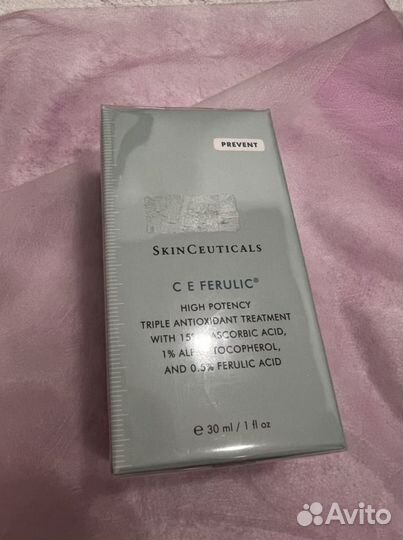 PREVENT
SKINCEUTICALS
C E FERULIC®
HIGH POTENCY
TRIPLE ANTIOXIDANT TREATMENT
WITH 15% ASCORBIC ACID,
1% TOCOPHEROL,
AND 0.5% FERULIC ACID
℮ 30 ml / 1 fl oz
Avito